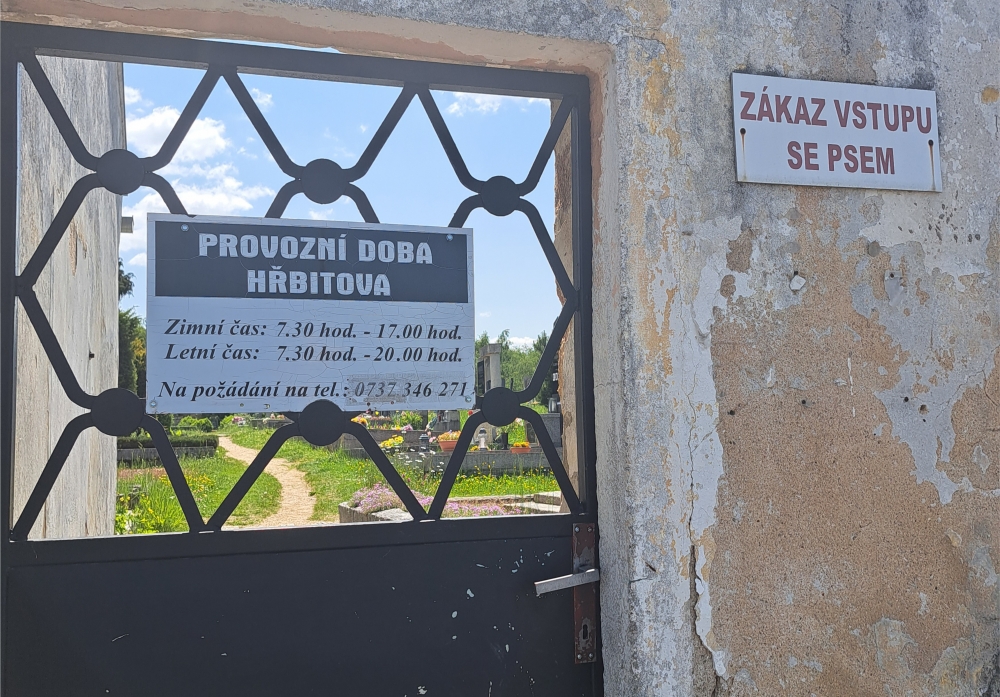 PROVOZNÍ DOBA
HŘBITOVA
Zimní čas: 7.30 hod. - 17.00 hod.
Letní čas: 7.30 hod. - 20.00 hod.
Na požádání na tel.: 0737 346 271
ZÁKAZ VSTUPU
SE PSEM